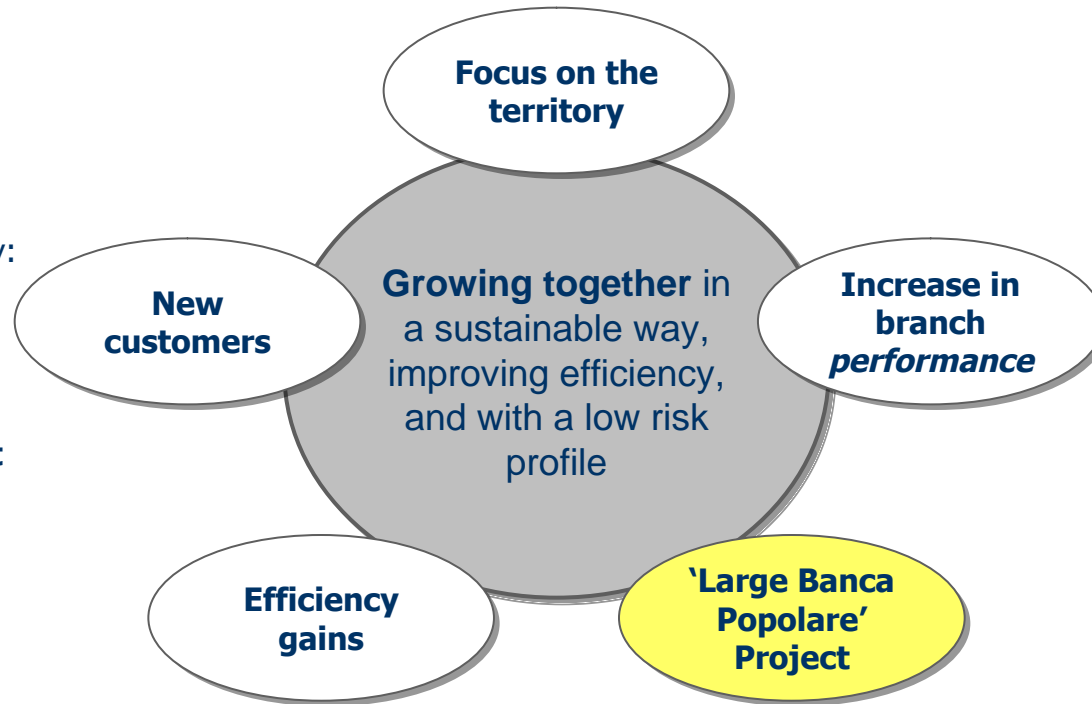 Focus on the
territory
y:
New
customers
Growing together in
a sustainable way,
improving efficiency,
and with a low risk
profile
Increase in
branch
performance
Efficiency
gains
‘Large Banca
Popolare’
Project